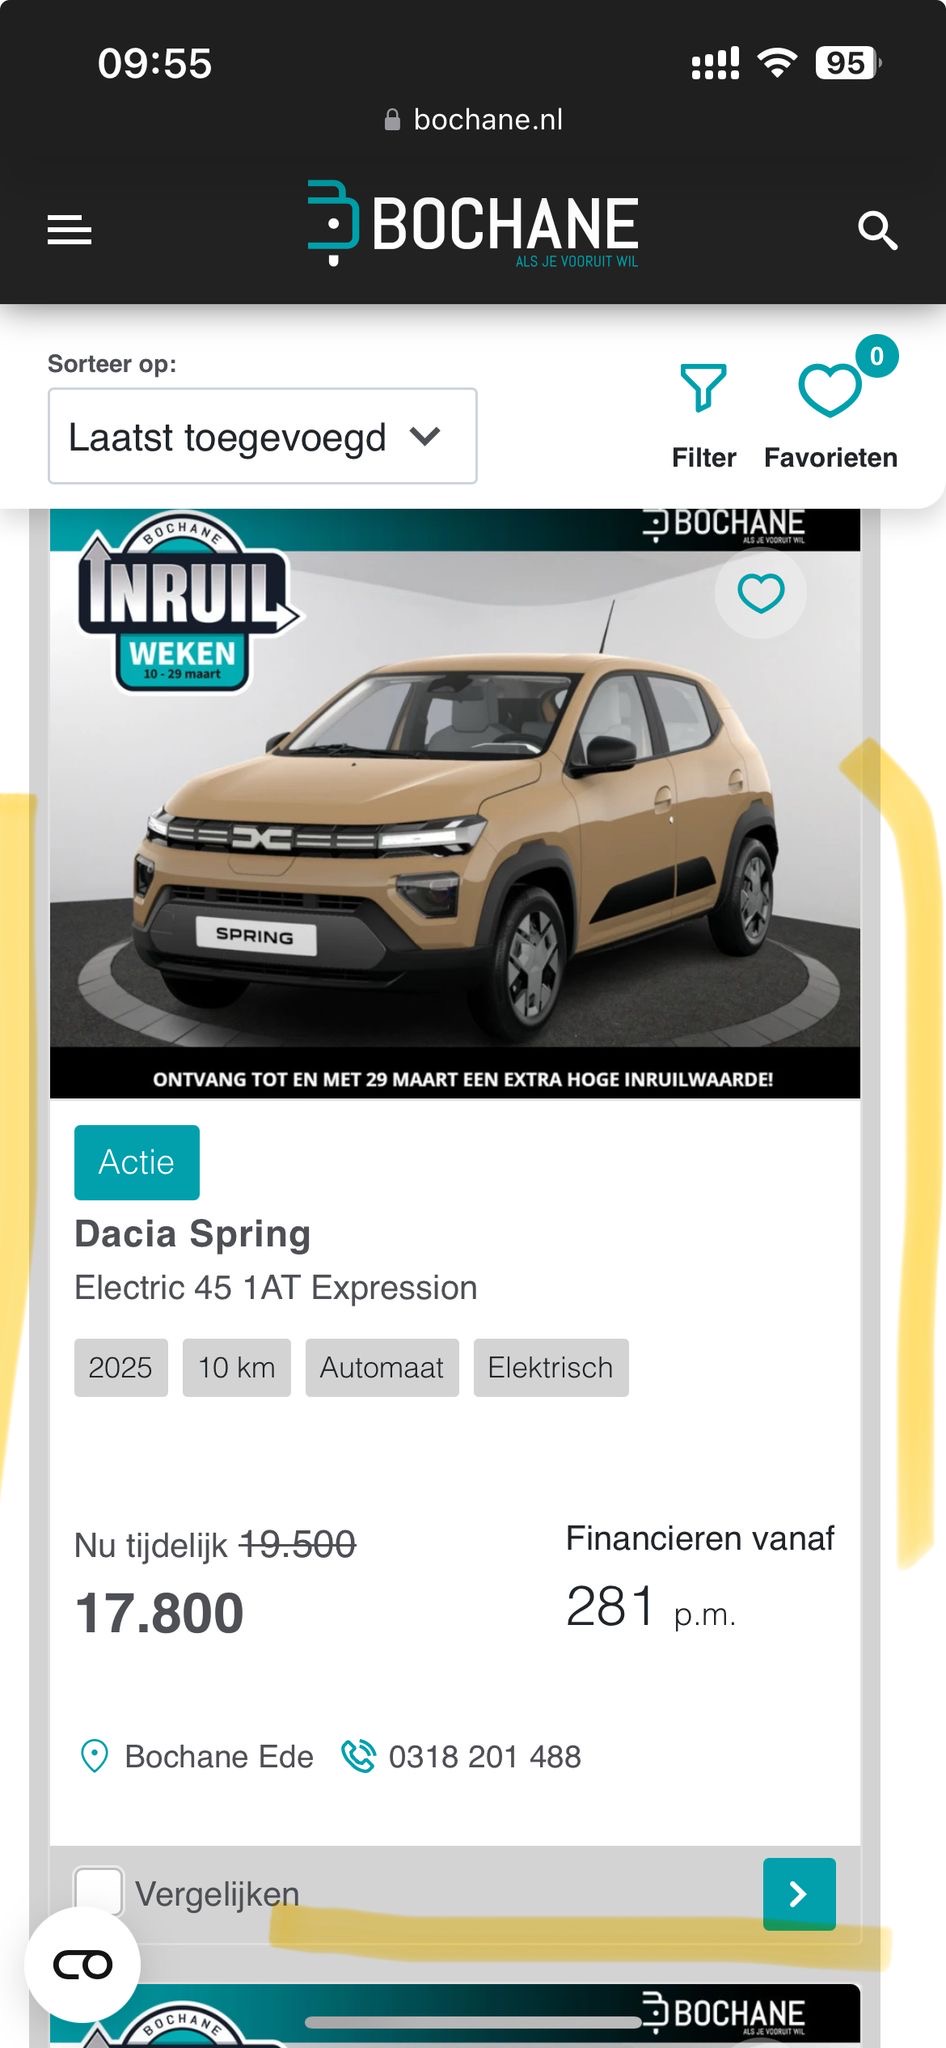 09:55
95
bochane.nl
BOCHANE
ALS JE VOORUIT WIL
Sorteer op:
Laatst toegevoegd
0
Filter
Favorieten
BOCHANE
INRUIL
WEKEN
10 - 29 maart
BOCHANE
ALS JE VOORUIT WIL
SPRING
ONTVANG TOT EN MET 29 MAART EEN EXTRA HOGE INRUILWAARDE!
Actie
Dacia Spring
Electric 45 1AT Expression
2025 10 km Automaat Elektrisch
Nu tijdelijk 19.500
17.800
Financieren vanaf
281 p.m.
Bochane Ede 0318 201 488
Vergelijken
BOCHANE
BOCHANE
ALS JE VOORUIT WIL